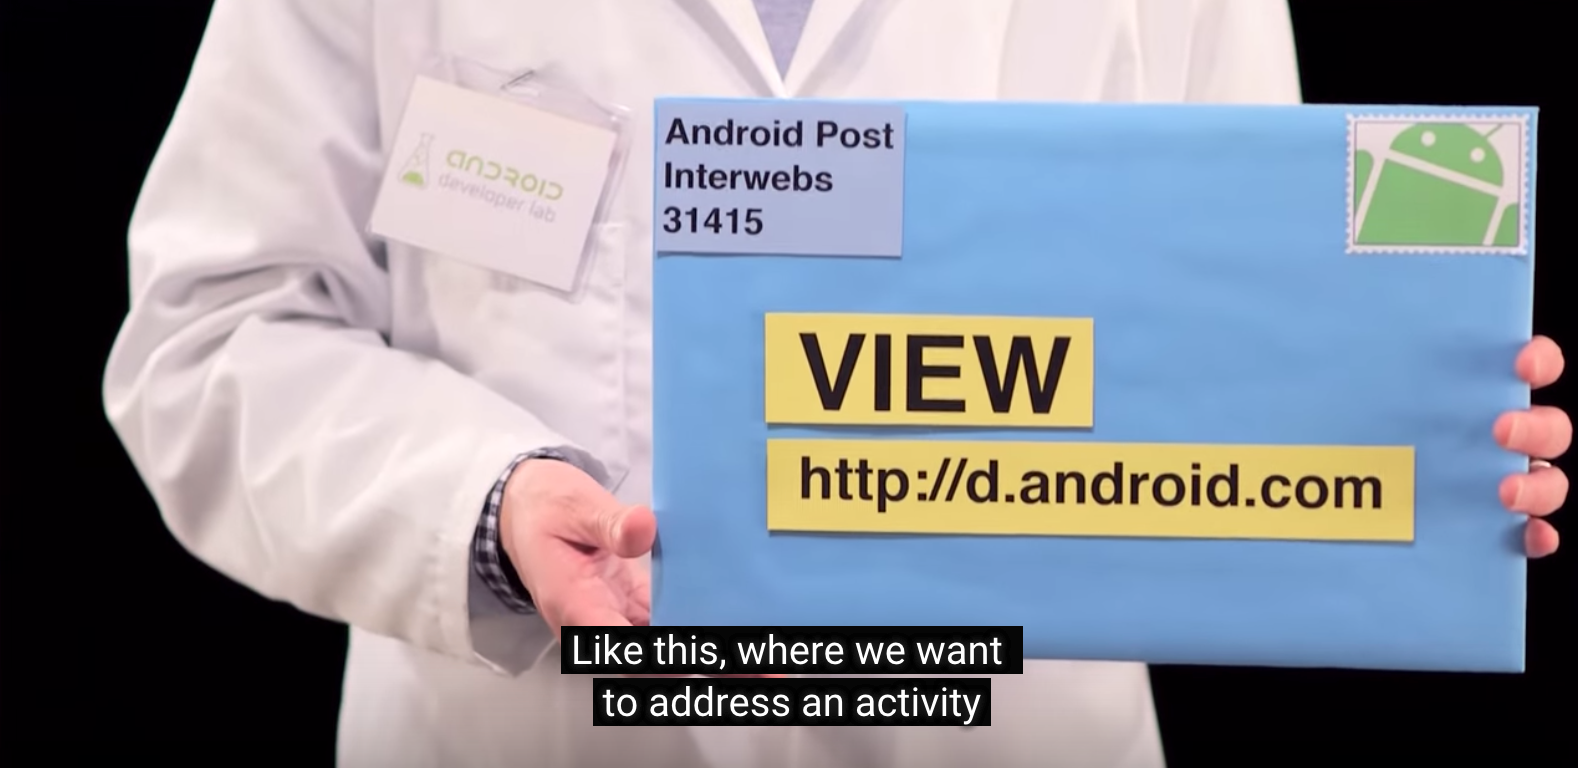 android
developer lab
Android Post
Interwebs
31415
VIEW
http://d.android.com
Like this, where we want
to address an activity